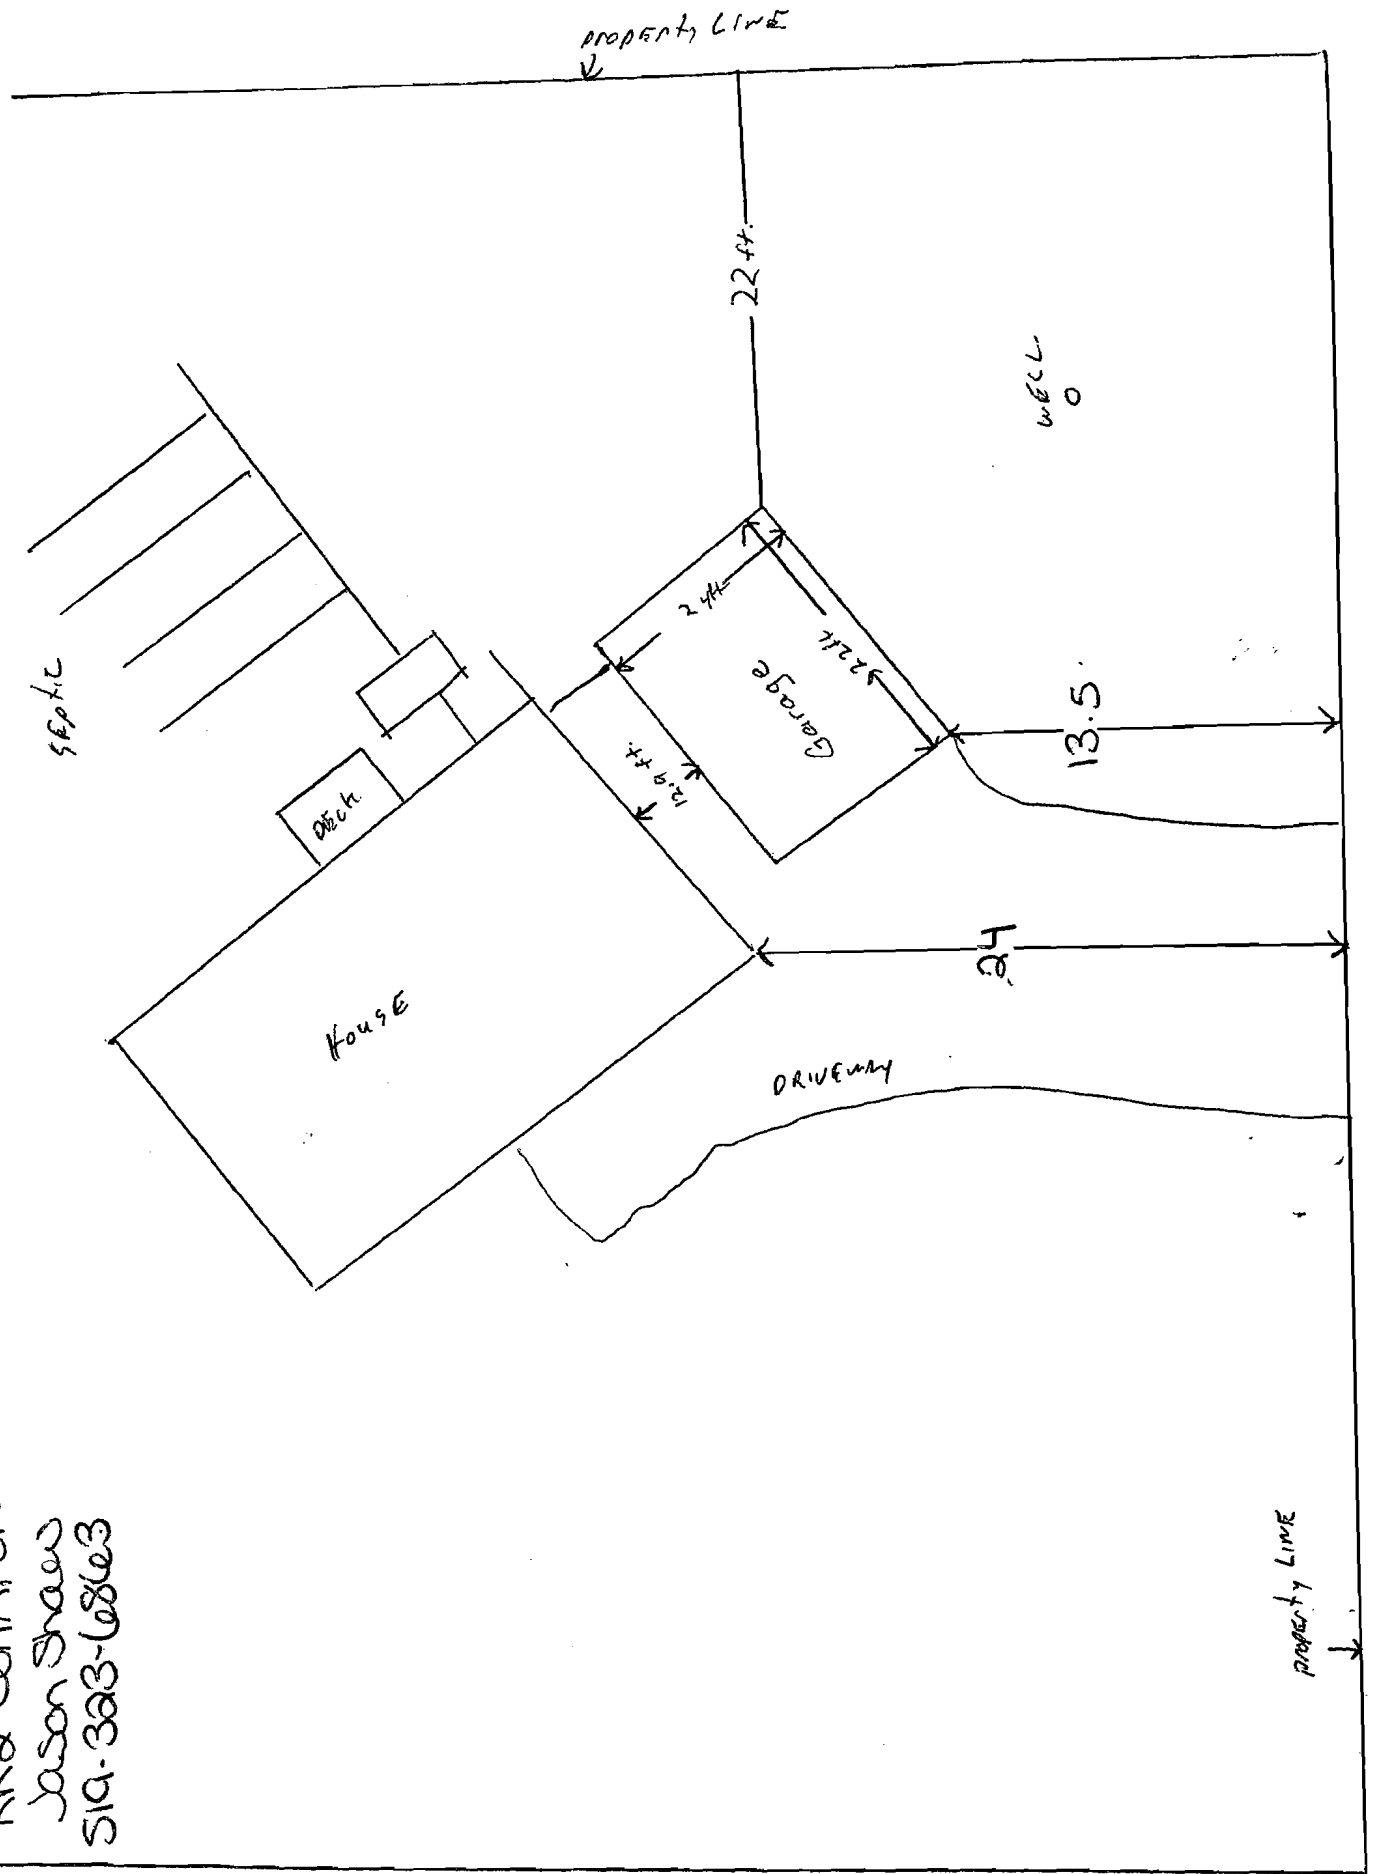 property LINE
22 ft.
WELL
SEptic
24ft
22ft
Garage
12.9 ft.
DEck
13.5
24
HousE
DRIVEWAY
Jason Shaw
519-323-6863
property LINE